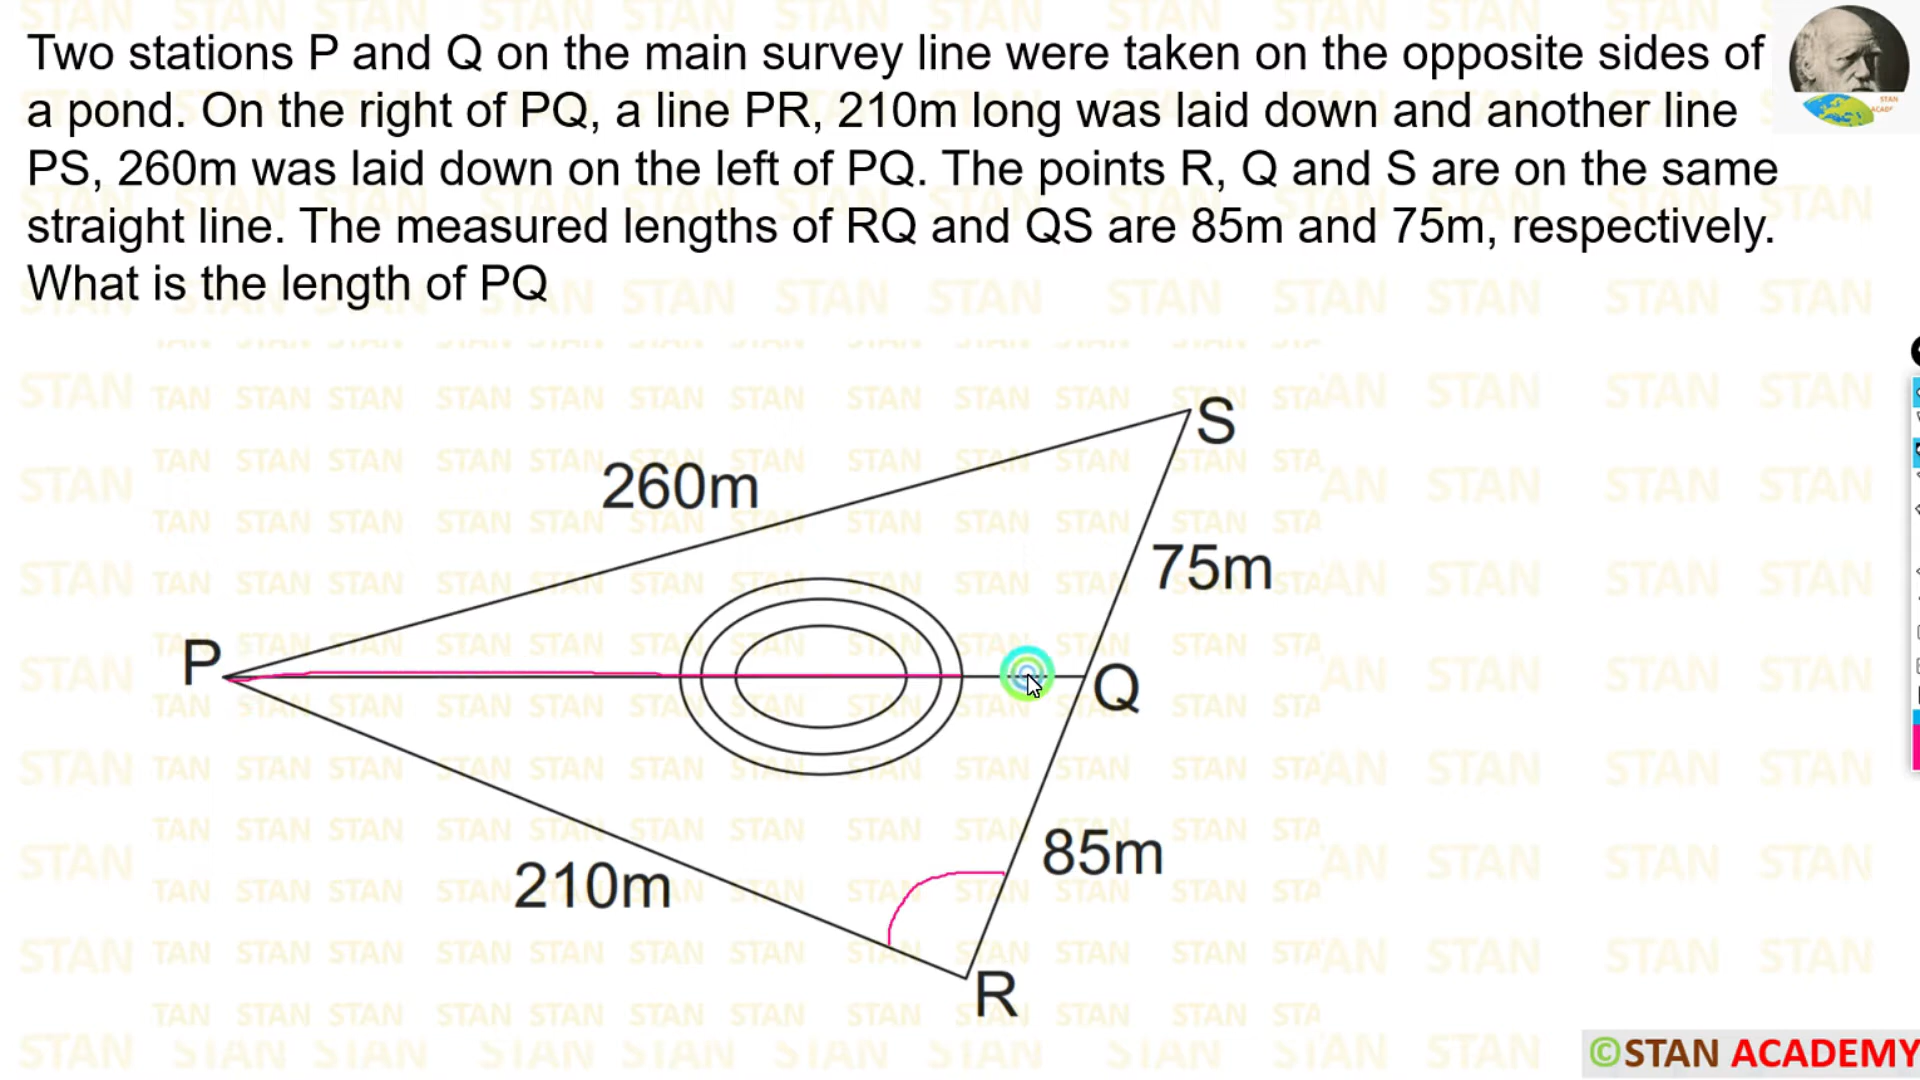 Two stations P and Q on the main survey line were taken on the opposite sides of
a pond. On the right of PQ, a line PR, 210m long was laid down and another line
PS, 260m was laid down on the left of PQ. The points R, Q and S are on the same
straight line. The measured lengths of RQ and QS are 85m and 75m, respectively.
What is the length of PQ
S
260m
75m
P
Q
85m
210m
R
©STAN ACADEMY